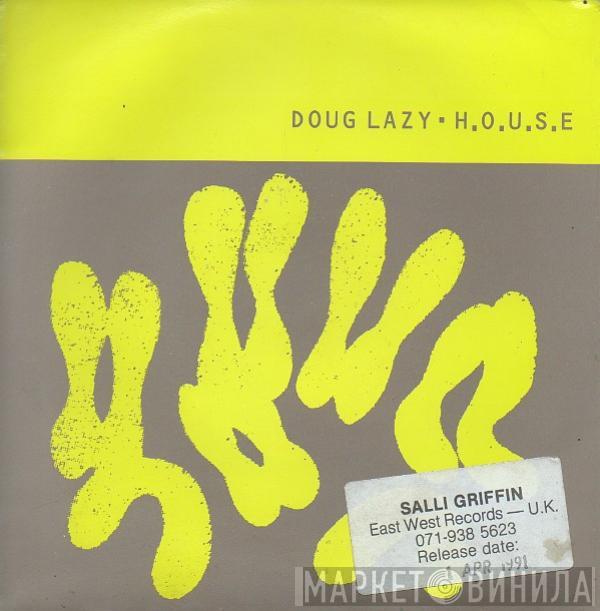 DOUG LAZY · H.O.U.S.E
SALLI GRIFFIN
East West Records — U.K.
071-938 5623
Release date:
APR 1991
МАРКЕТ ВИНИЛА